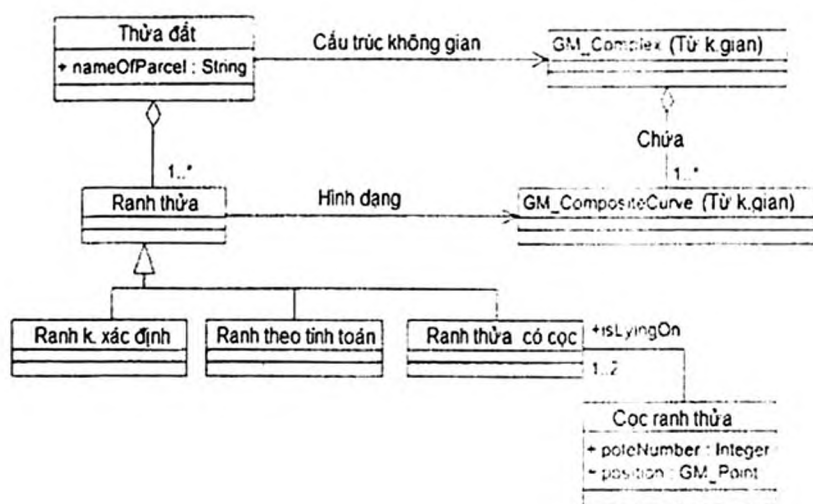 Thửa đất
+ nameOfParcel : String
Cấu trúc không gian
GM_Complex (Từ k.gian)
Chứa
1..*
1..*
Ranh thửa
Hình dạng
GM_CompositeCurve (Từ k.gian)
Ranh k. xác định
Ranh theo tính toán
Ranh thửa có cọc
+isLyingOn
1..2
Cọc ranh thửa
+ poleNumber : Integer
+ position : GM_Point